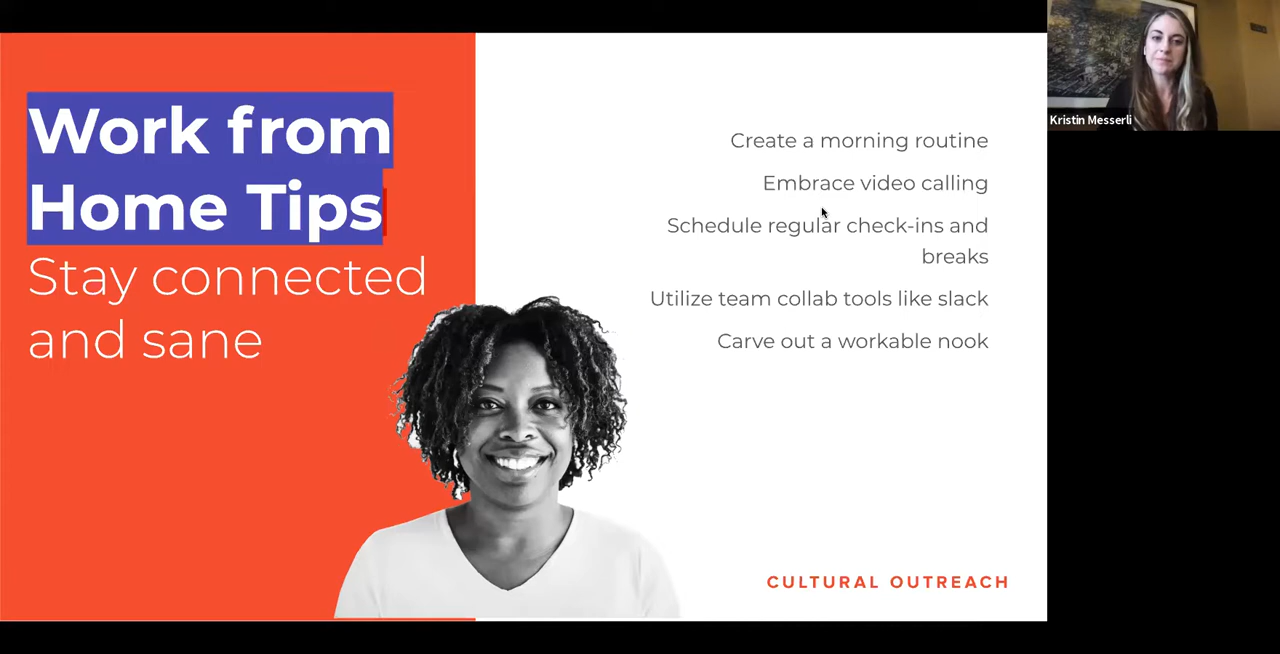 Work from
Home Tips
Stay connected
and sane
Create a morning routine
Embrace video calling
Schedule regular check-ins and
breaks
Utilize team collab tools like slack
Carve out a workable nook
CULTURAL OUTREACH
Kristin Messerli